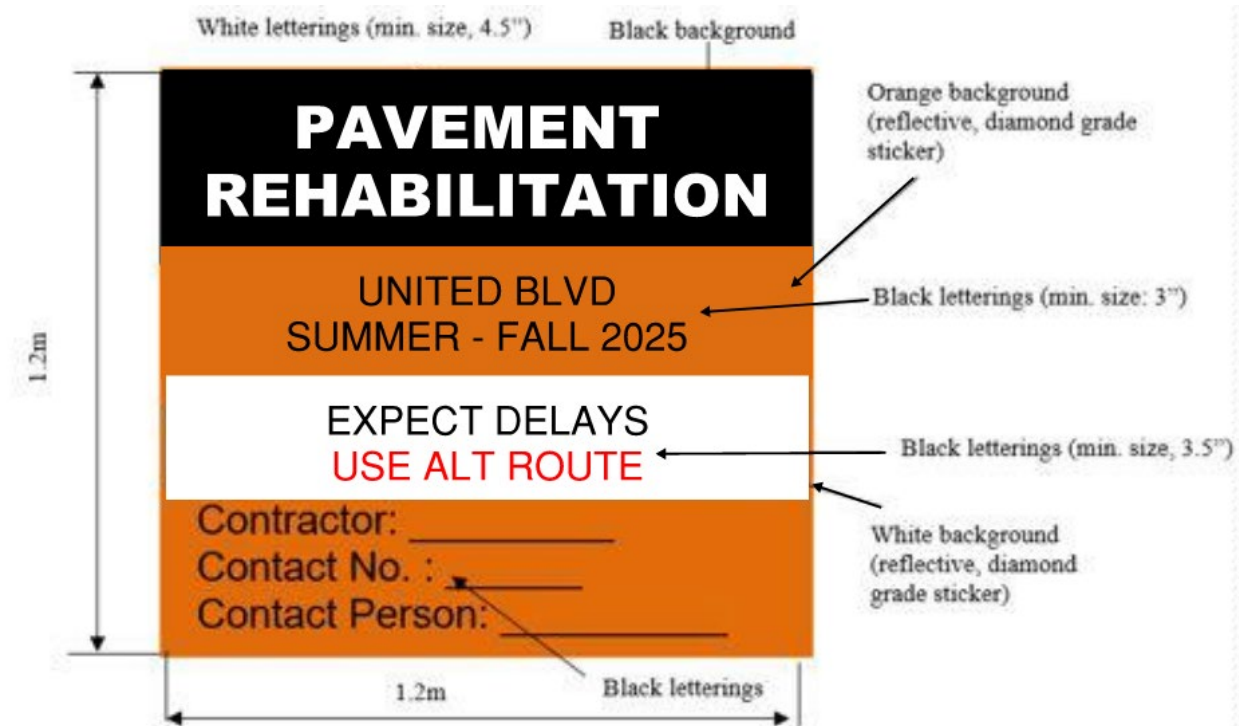 White letterings (min. size, 4.5”)
Black background
PAVEMENT
REHABILITATION
Orange background
(reflective, diamond grade
sticker)
UNITED BLVD
SUMMER - FALL 2025
Black letterings (min. size: 3”)
1.2m
EXPECT DELAYS
USE ALT ROUTE
Black letterings (min. size, 3.5”)
Contractor:
Contact No. :
Contact Person:
White background
(reflective, diamond
grade sticker)
Black letterings
1.2m